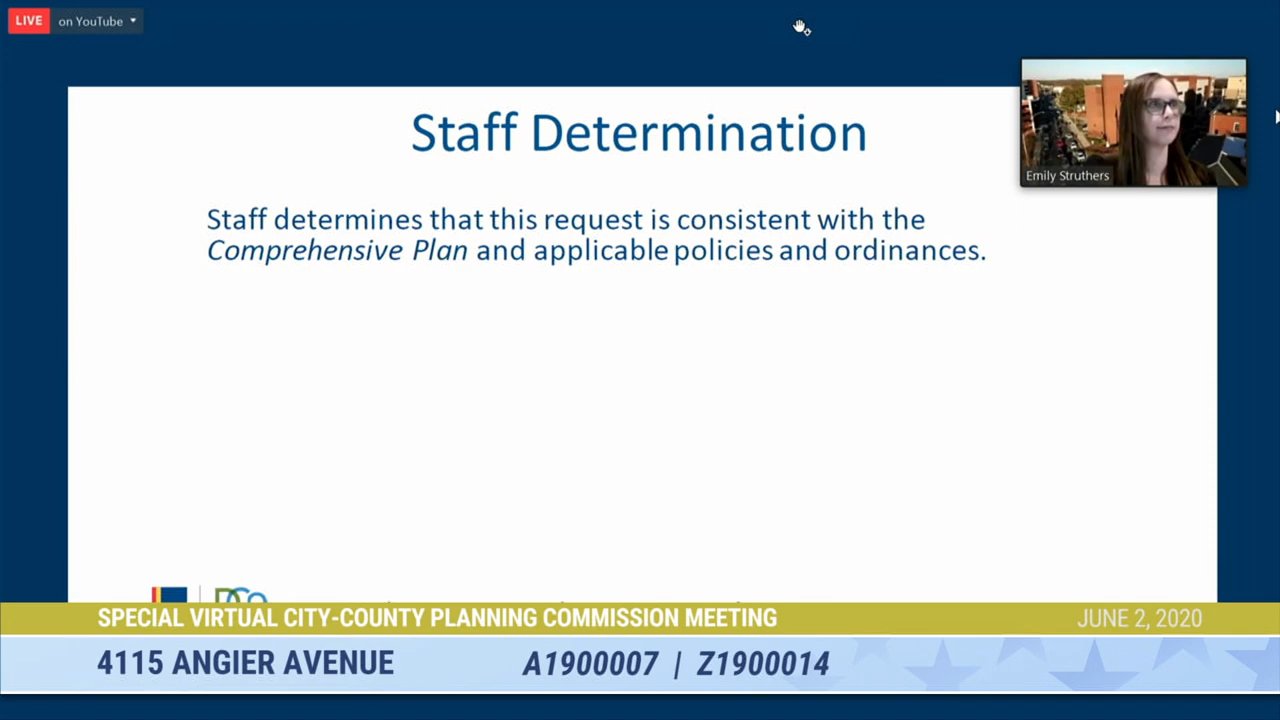 LIVE on YouTube
Staff Determination
Emily Struthers
Staff determines that this request is consistent with the
Comprehensive Plan and applicable policies and ordinances.
SPECIAL VIRTUAL CITY-COUNTY PLANNING COMMISSION MEETING JUNE 2, 2020
4115 ANGIER AVENUE A1900007 | Z1900014